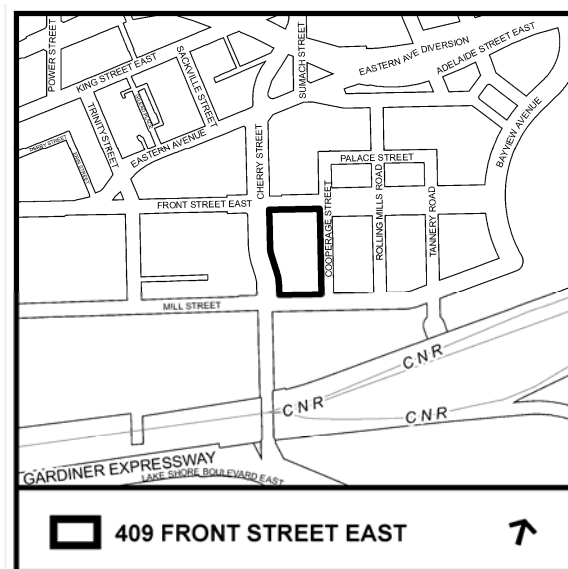 POWER STREET
KING STREET EAST
SACKVILLE STREET
SUMACH STREET
EASTERN AVE DIVERSION
ADELAIDE STREET EAST
TRINITY STREET
EASTERN AVENUE
CHERRY STREET
BAYVIEW AVENUE
PALACE STREET
FRONT STREET EAST
COOPERAGE STREET
ROLLING MILLS ROAD
TANNERY ROAD
MILL STREET
CNR
CNR
CNR
GARDINER EXPRESSWAY
LAKE SHORE BOULEVARD EAST
409 FRONT STREET EAST